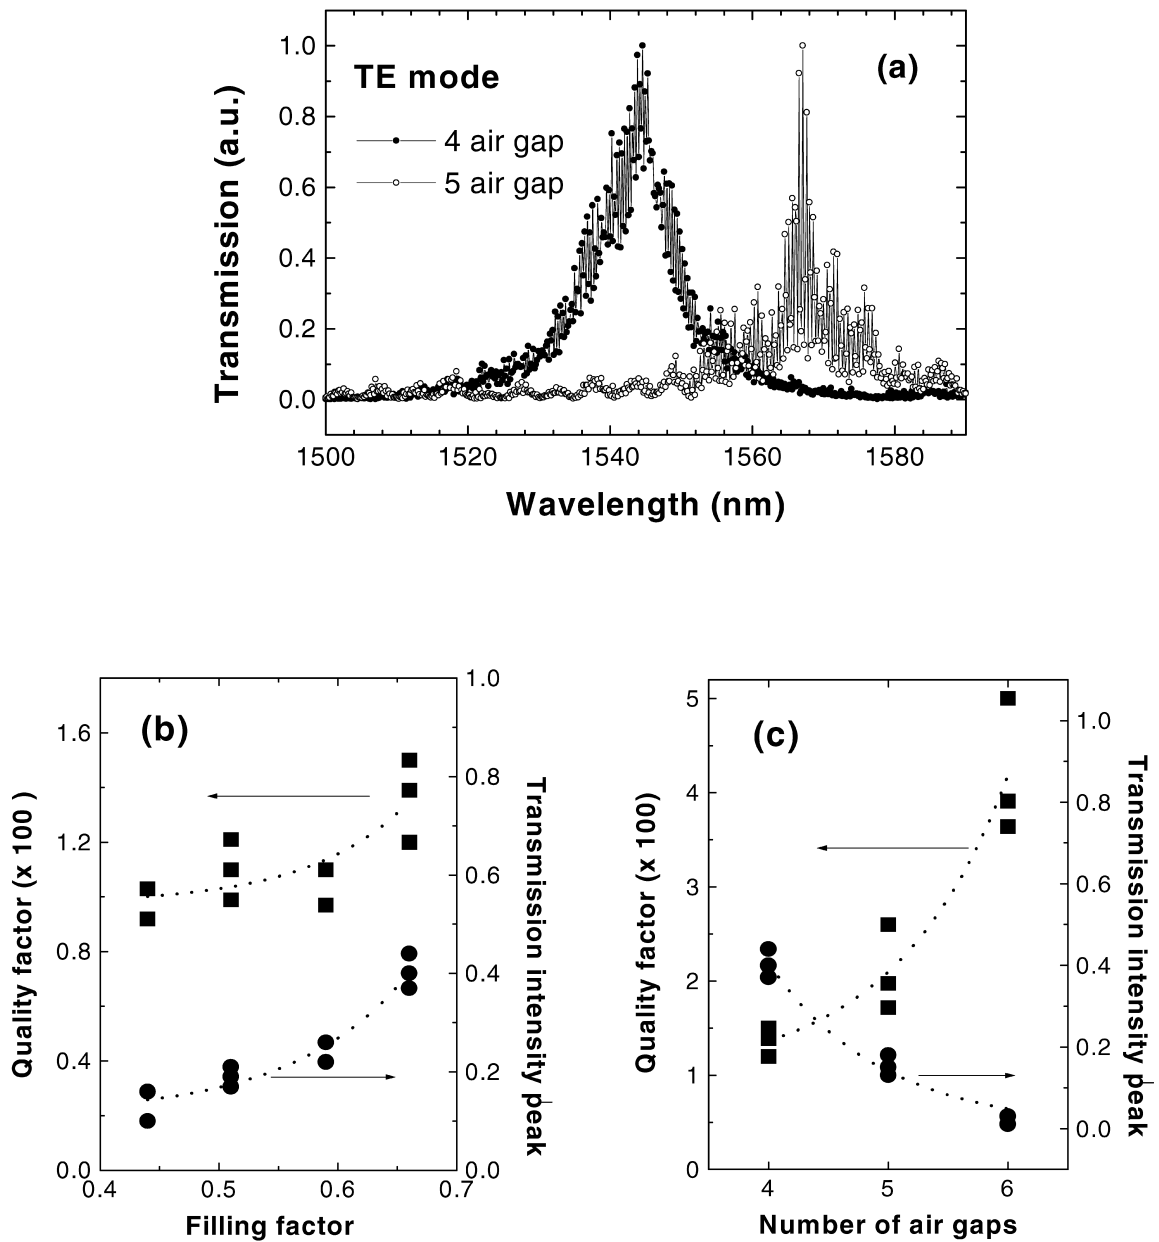 1.0
0.8
0.6
0.4
0.2
0.0
Transmission (a.u.)
TE mode
(a)
4 air gap
5 air gap
1500
1520
1540
1560
1580
Wavelength (nm)
(b)
1.6
1.2
0.8
0.4
0.0
Quality factor (x 100 )
1.0
0.8
0.6
0.4
0.2
0.0
Transmission intensity peak
0.4
0.5
0.6
0.7
Filling factor
(c)
5
4
3
2
1
0
Quality factor (x 100)
1.0
0.8
0.6
0.4
0.2
0.0
Transmission intensity peak
4
5
6
Number of air gaps